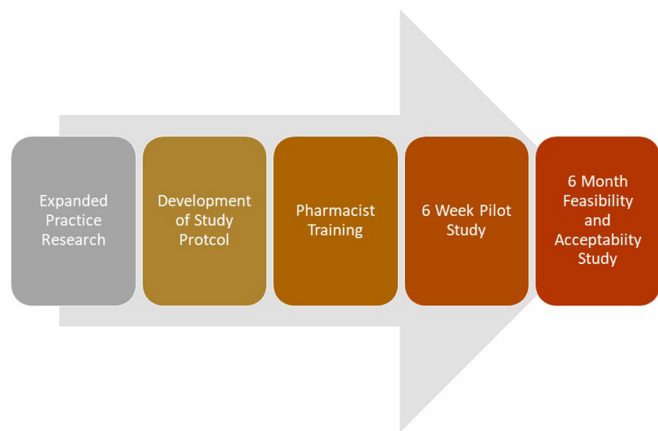 Expanded
Practice
Research
Development
of Study
Protcol
Pharmacist
Training
6 Week Pilot
Study
6 Month
Feasibility
and
Acceptabiity
Study